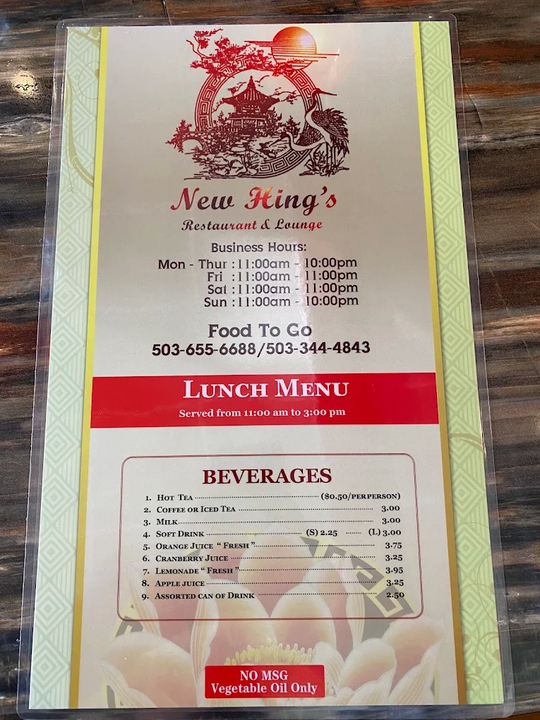 New Hing's
Restaurant & Lounge
Business Hours:
Mon - Thur :11:00am - 10:00pm
Fri :11:00am - 11:00pm
Sat :11:00am - 11:00pm
Sun :11:00am - 10:00pm
Food To Go
503-655-6688/503-344-4843
LUNCH MENU
Served from 11:00 am to 3:00 pm
BEVERAGES
1. HOT TEA ($0.50/PERPERSON)
2. COFFEE OR ICED TEA 3.00
3. MILK 3.00
4. SOFT DRINK (S) 2.25 ...... (L) 3.00
5. ORANGE JUICE “ FRESH ” 3.75
6. CRANBERRY JUICE 3.25
7. LEMONADE “ FRESH ” 3.95
8. APPLE JUICE 3.25
9. ASSORTED CAN OF DRINK 2.50
NO MSG
Vegetable Oil Only